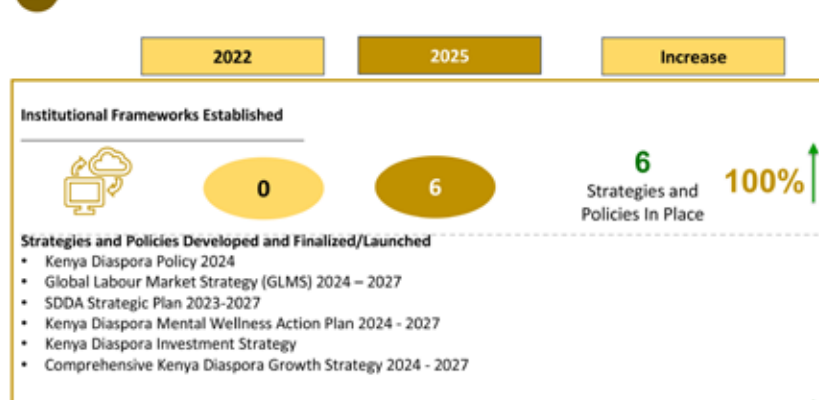 2022 2025 Increase
Institutional Frameworks Established
0 6 6
Strategies and
Policies In Place
100%
Strategies and Policies Developed and Finalized/Launched
• Kenya Diaspora Policy 2024
• Global Labour Market Strategy (GLMS) 2024 – 2027
• SDDA Strategic Plan 2023-2027
• Kenya Diaspora Mental Wellness Action Plan 2024 - 2027
• Kenya Diaspora Investment Strategy
• Comprehensive Kenya Diaspora Growth Strategy 2024 - 2027